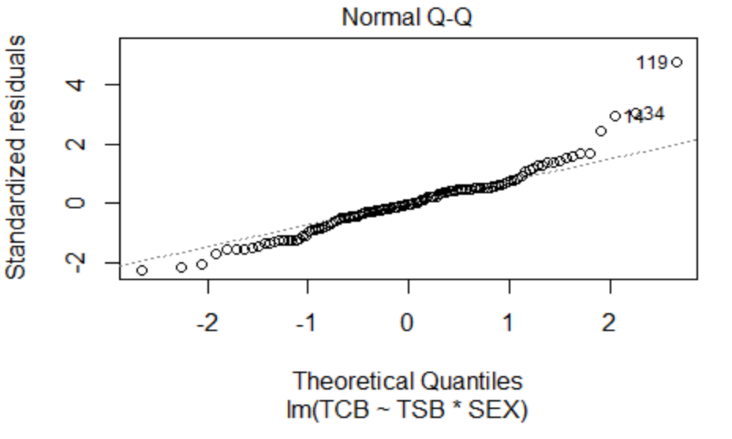 Normal Q-Q
Standardized residuals
4
2
0
-2
119
34
-2 -1 0 1 2
Theoretical Quantiles
lm(TCB ~ TSB * SEX)